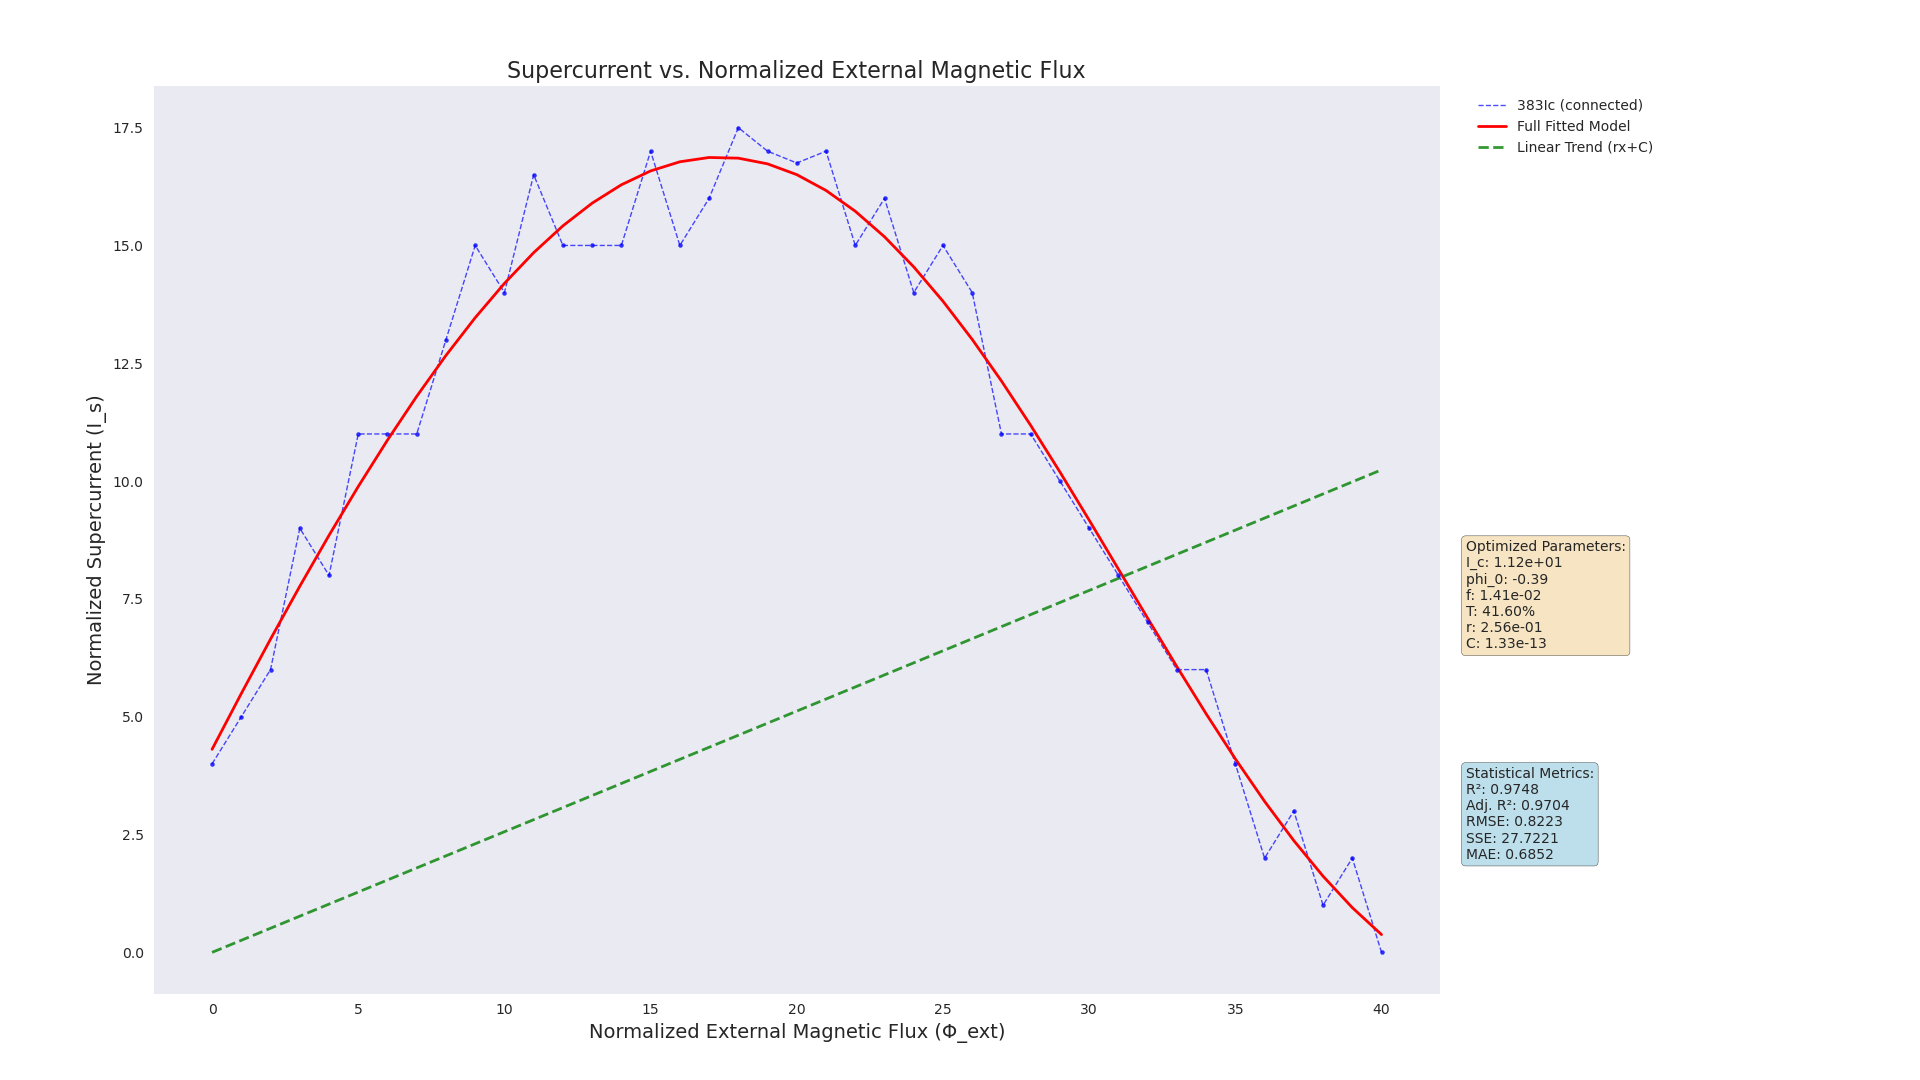 Supercurrent vs. Normalized External Magnetic Flux
383Ic (connected)
Full Fitted Model
Linear Trend (rx+C)
Normalized Supercurrent (I_s)
17.5
15.0
12.5
10.0
7.5
5.0
2.5
0.0
0 5 10 15 20 25 30 35 40
Normalized External Magnetic Flux (Φ_ext)
Optimized Parameters:
I_c: 1.12e+01
phi_0: -0.39
f: 1.41e-02
T: 41.60%
r: 2.56e-01
C: 1.33e-13
Statistical Metrics:
R²: 0.9748
Adj. R²: 0.9704
RMSE: 0.8223
SSE: 27.7221
MAE: 0.6852